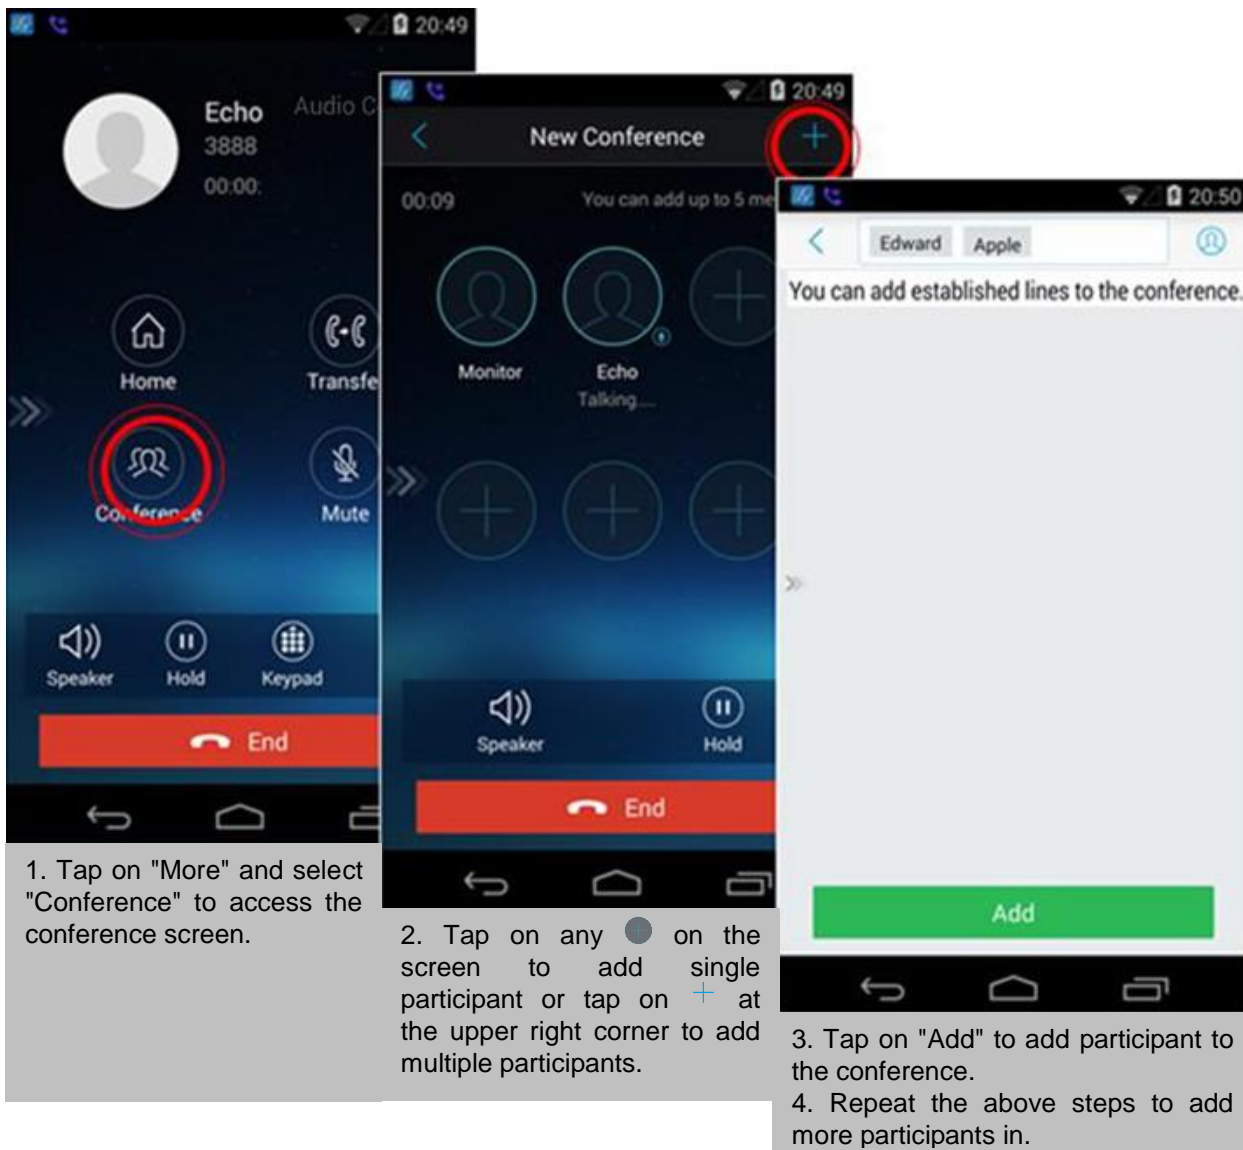 20:49
Echo
Audio C
3888
00:00:
Home
Transfe
Conference
Mute
Speaker
Hold
Keypad
End
1. Tap on "More" and select
"Conference" to access the
conference screen.
20:49
New Conference
00:09
You can add up to 5 me
Monitor
Echo
Talking....
Speaker
Hold
End
2. Tap on any on the
screen to add single
participant or tap on + at
the upper right corner to add
multiple participants.
20:50
Edward
Apple
You can add established lines to the conference.
Add
3. Tap on "Add" to add participant to
the conference.
4. Repeat the above steps to add
more participants in.